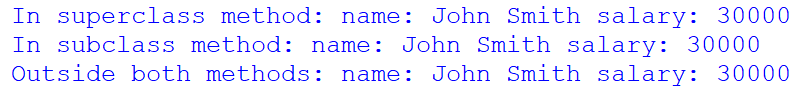 In superclass method: name: John Smith salary: 30000
In subclass method: name: John Smith salary: 30000
Outside both methods: name: John Smith salary: 30000